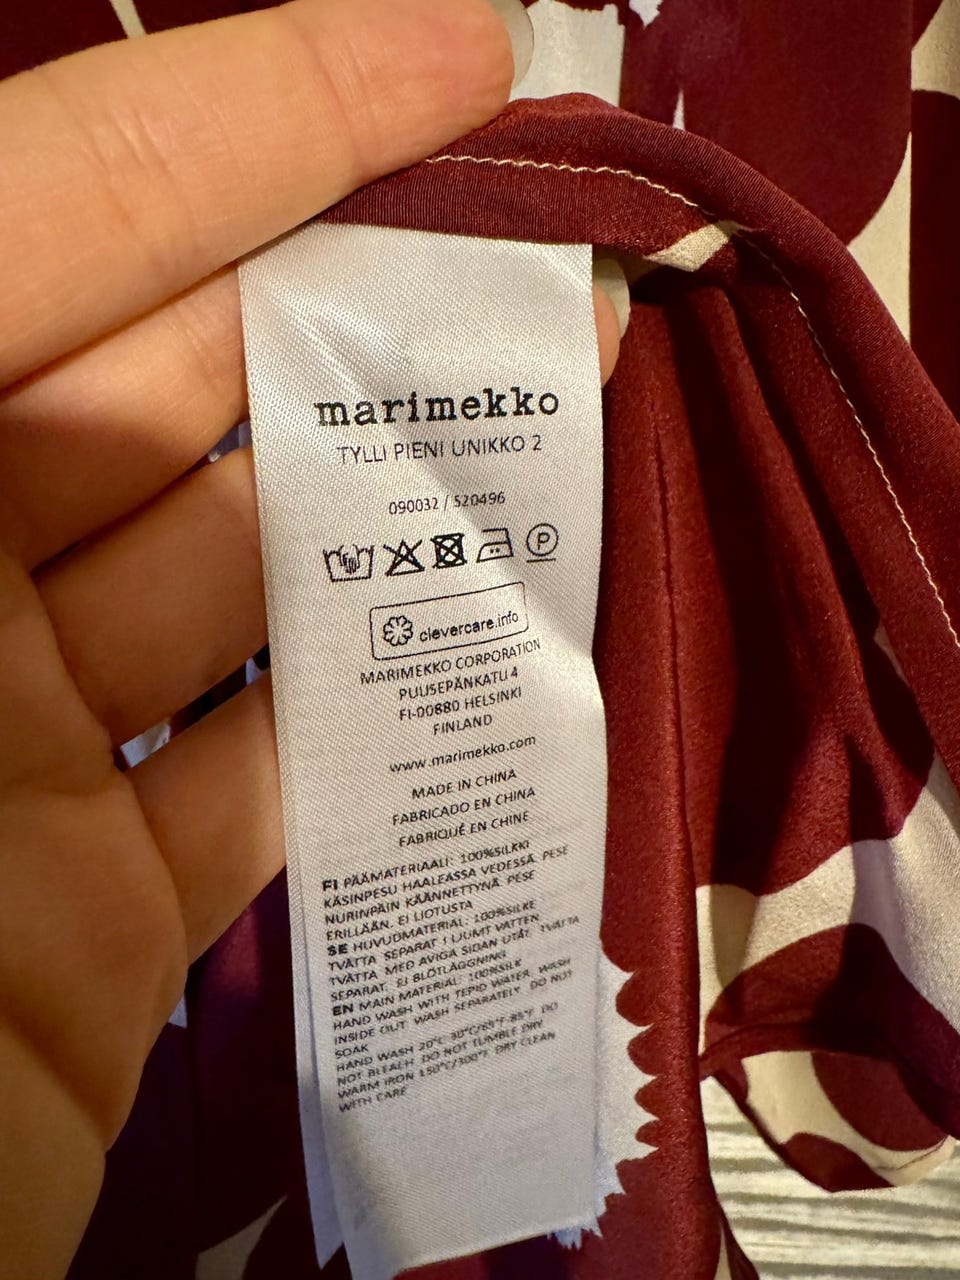 marimekko
TYLLI PIENI UNIKKO 2
090032 / 520496
P
clevercare.info
MARIMEKKO CORPORATION
PUUSEPÄNKATU 4
FI-00880 HELSINKI
FINLAND
www.marimekko.com
MADE IN CHINA
FABRICADO EN CHINA
FABRIQUÉ EN CHINE
FI PÄÄMATERIAALI: 100%SILKKI
KÄSINPESU HAALEASSA VEDESSÄ. PESE
NURINPÄIN KÄÄNNETTYNÄ. PESE
ERILLÄÄN. EI LIOTUSTA
SE HUVUDMATERIAL: 100%SILKE
TVÄTTA SEPARAT I LJUMT VATTEN
TVÄTTA MED AVIGA SIDAN UTÅT. TVÄTTA
SEPARAT. EJ BLÖTLÄGGNING
EN MAIN MATERIAL: 100%SILK
HAND WASH WITH TEPID WATER. WASH
INSIDE OUT. WASH SEPARATELY. DO NOT
SOAK
HAND WASH 20°C-30°C/65°F-85°F DO
NOT BLEACH DO NOT TUMBLE DRY
WARM IRON 150°C/300°F DRY CLEAN
WITH CARE